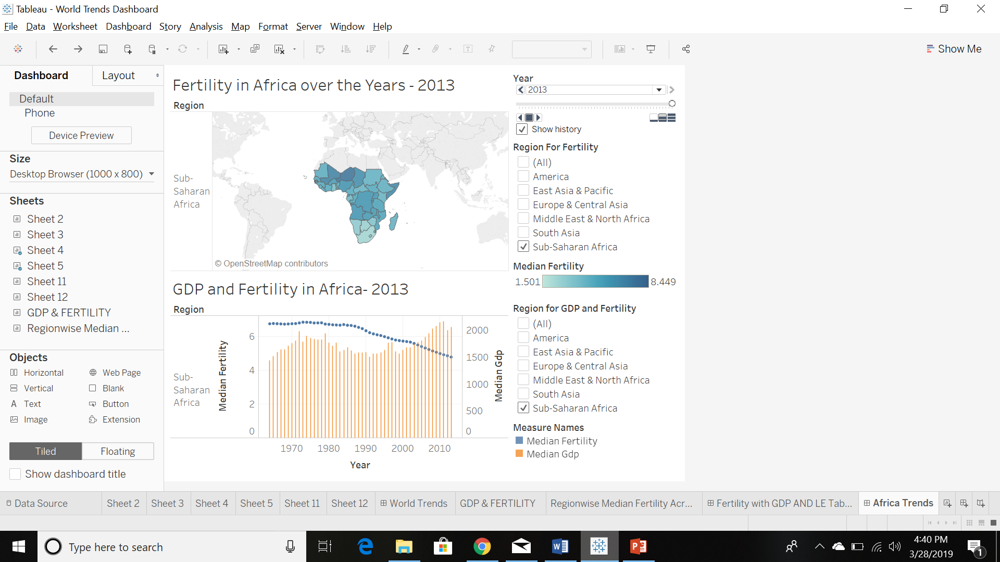 Tableau - World Trends Dashboard
File Data Worksheet Dashboard Story Analysis Map Format Server Window Help
Show Me
Dashboard
Layout
Default
Phone
Device Preview
Size
Desktop Browser (1000 x 800)
Sheets
Sheet 2
Sheet 3
Sheet 4
Sheet 5
Sheet 11
Sheet 12
GDP & FERTILITY
Regionwise Median ...
Objects
Horizontal
Web Page
Vertical
Blank
A Text
Button
Image
Extension
Tiled
Floating
Show dashboard title
Fertility in Africa over the Years - 2013
Region
Sub-
Saharan
Africa
© OpenStreetMap contributors
GDP and Fertility in Africa- 2013
Region
Sub-
Saharan
Africa
Median Fertility
6
4
2
0
2000
1500
1000
500
0
Median Gdp
1970 1980 1990 2000 2010
Year
Year
2013
Show history
Region For Fertility
(All)
America
East Asia & Pacific
Europe & Central Asia
Middle East & North Africa
South Asia
Sub-Saharan Africa
Median Fertility
1.501 8.449
Region for GDP and Fertility
(All)
America
East Asia & Pacific
Europe & Central Asia
Middle East & North Africa
South Asia
Sub-Saharan Africa
Measure Names
Median Fertility
Median Gdp
Data Source
Sheet 2
Sheet 3
Sheet 4
Sheet 5
Sheet 11
Sheet 12
World Trends
GDP & FERTILITY
Regionwise Median Fertility Acr...
Fertility with GDP AND LE Tab...
Africa Trends
Type here to search
4:40 PM
3/28/2019
1